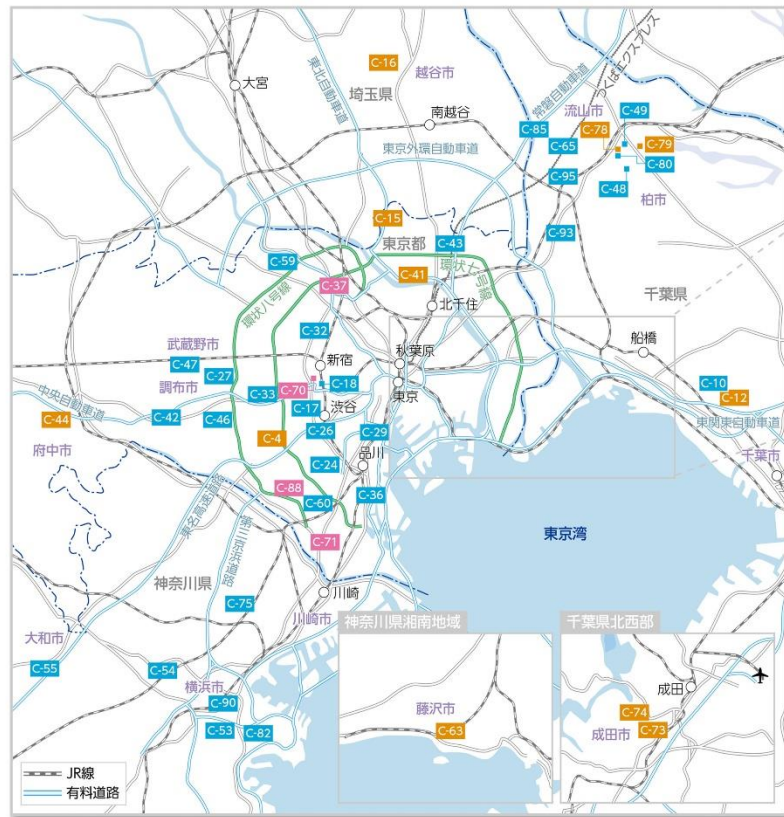 C-16
越谷市
埼玉県
大宮
東北自動車道
南越谷
常磐自動車道
つくばエクスプレス
流山市
C-49
C-78
C-85
C-65
C-79
C-80
東京外環自動車道
C-95
C-48
柏市
C-15
東京都
C-43
C-93
C-59
C-41
環状七号線
C-37
環状八号線
北千住
千葉県
C-32
武蔵野市
秋葉原
船橋
C-47
新宿
C-27
調布市
C-70
C-18
東京
C-10
C-33
C-12
中央自動車道
C-17
渋谷
C-44
C-42
C-46
C-26
東関東自動車道
C-29
C-4
府中市
品川
千葉市
C-24
C-88
C-36
C-60
東名高速道路
第三京浜道路
C-71
東京湾
神奈川県
川崎
C-75
川崎市
神奈川県湘南地域
千葉県北西部
大和市
C-55
C-54
横浜市
成田
藤沢市
C-90
C-74
C-63
C-53
C-82
成田市
C-73
JR線
有料道路